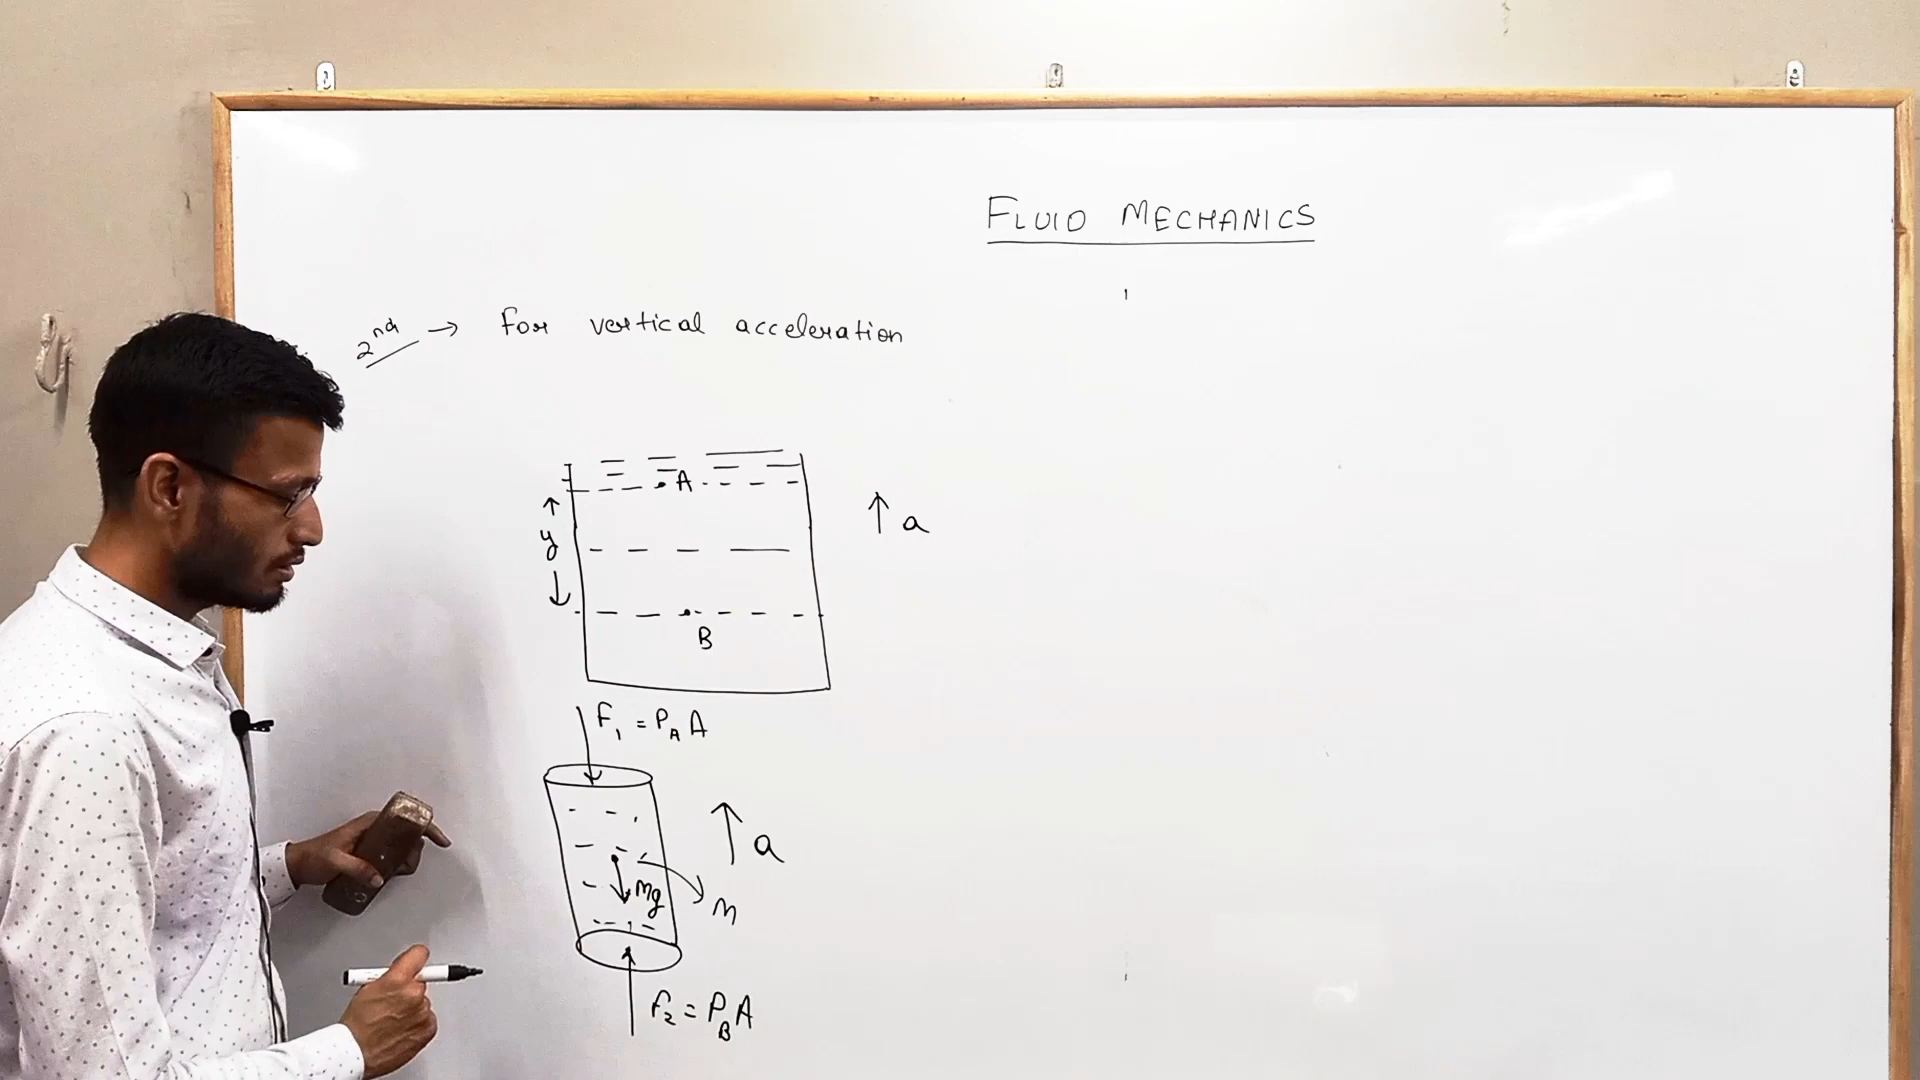 FLUID MECHANICS
2nd → For vertical acceleration
A
↑ a
y
B
F1 = PA A
↑ a
mg
m
F2 = PB A